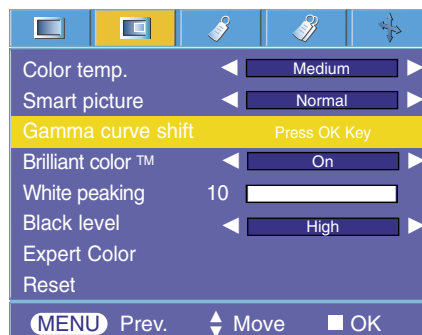 Color temp. Medium
Smart picture Normal
Gamma curve shift Press OK Key
Brilliant color TM On
White peaking 10
Black level High
Expert Color
Reset
MENU Prev. Move OK